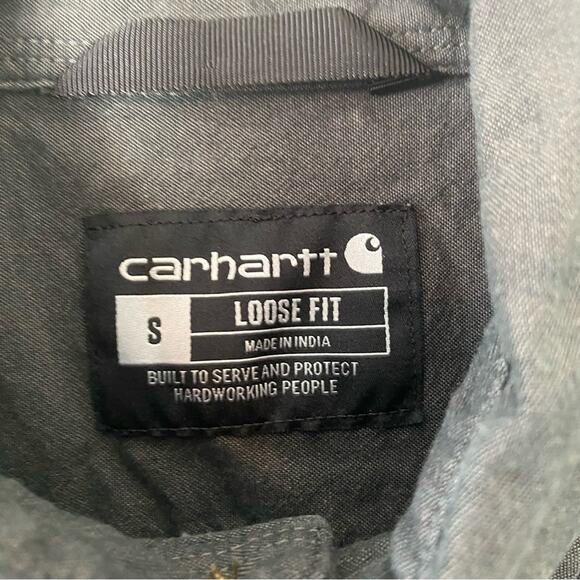 carhartt
S
LOOSE FIT
MADE IN INDIA
BUILT TO SERVE AND PROTECT
HARDWORKING PEOPLE